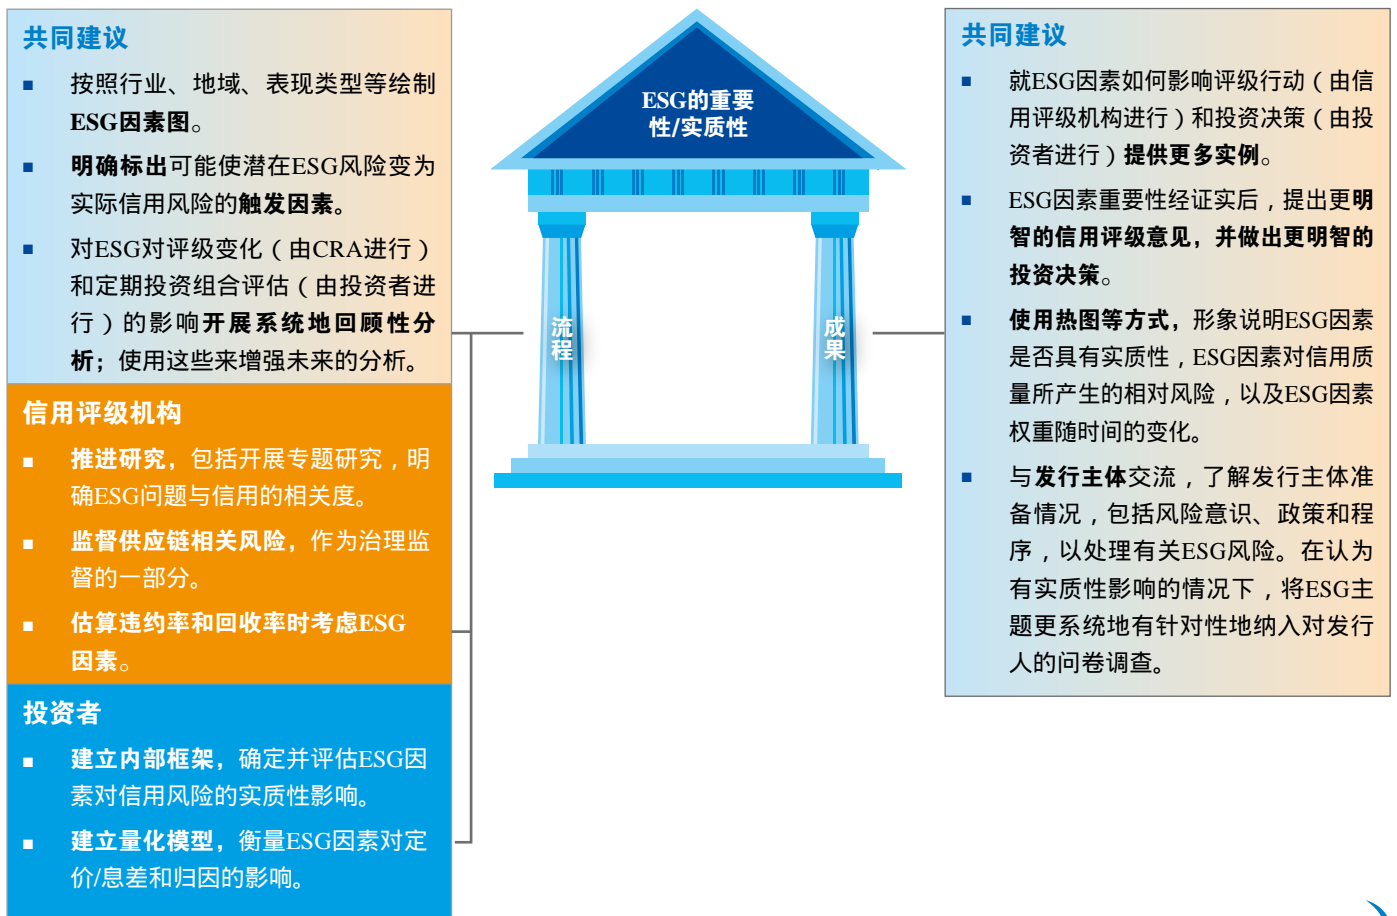 共同建议
■ 按照行业、地域、表现类型等绘制
ESG因素图。
■ 明确标出可能使潜在ESG风险变为
实际信用风险的触发因素。
■ 对ESG对评级变化（由CRA进行）
和定期投资组合评估（由投资者进
行）的影响开展系统地回顾性分
析；使用这些来增强未来的分析。
信用评级机构
■ 推进研究，包括开展专题研究，明
确ESG问题与信用的相关度。
■ 监督供应链相关风险，作为治理监
督的一部分。
■ 估算违约率和回收率时考虑ESG
因素。
投资者
■ 建立内部框架，确定并评估ESG因
素对信用风险的实质性影响。
■ 建立量化模型，衡量ESG因素对定
价/息差和归因的影响。
ESG的重要
性/实质性
流
程
成
果
共同建议
■ 就ESG因素如何影响评级行动（由信
用评级机构进行）和投资决策（由投
资者进行）提供更多实例。
■ ESG因素重要性经证实后，提出更明
智的信用评级意见，并做出更明智的
投资决策。
■ 使用热图等方式，形象说明ESG因素
是否具有实质性，ESG因素对信用质
量所产生的相对风险，以及ESG因素
权重随时间的变化。
■ 与发行主体交流，了解发行主体准
备情况，包括风险意识、政策和程
序，以处理有关ESG风险。在认为
有实质性影响的情况下，将ESG主
题更系统地有针对性地纳入对发行
人的问卷调查。